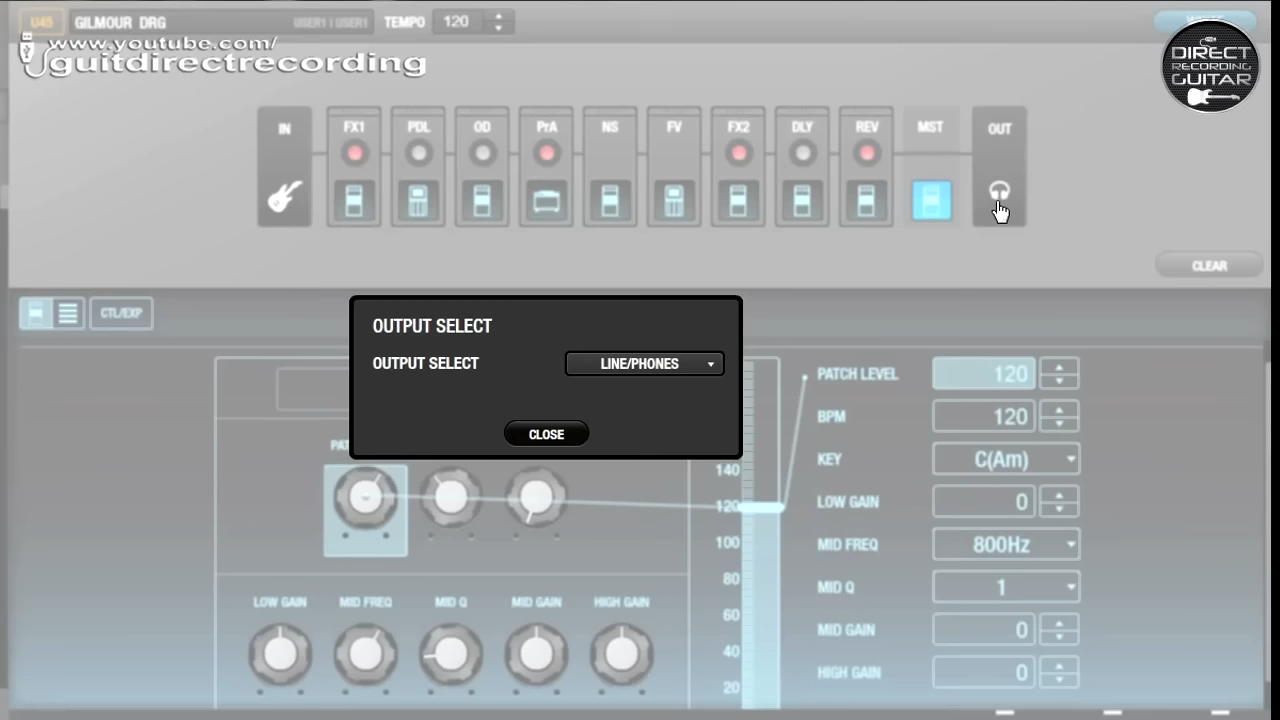 U45 GILMOUR DRG USER1 | USER1 TEMPO 120
www.youtube.com/
guitdirectrecording
DIRECT
RECORDING
GUITAR
IN FX1 PDL OD PrA NS FV FX2 DLY REV MST OUT
CLEAR
CTL/EXP
OUTPUT SELECT
OUTPUT SELECT LINE/PHONES
CLOSE
PATCH LEVEL 120
BPM 120
KEY C(Am)
LOW GAIN 0
MID FREQ 800Hz
MID Q 1
MID GAIN 0
HIGH GAIN 0
140
120
100
80
60
40
20
LOW GAIN MID FREQ MID Q MID GAIN HIGH GAIN